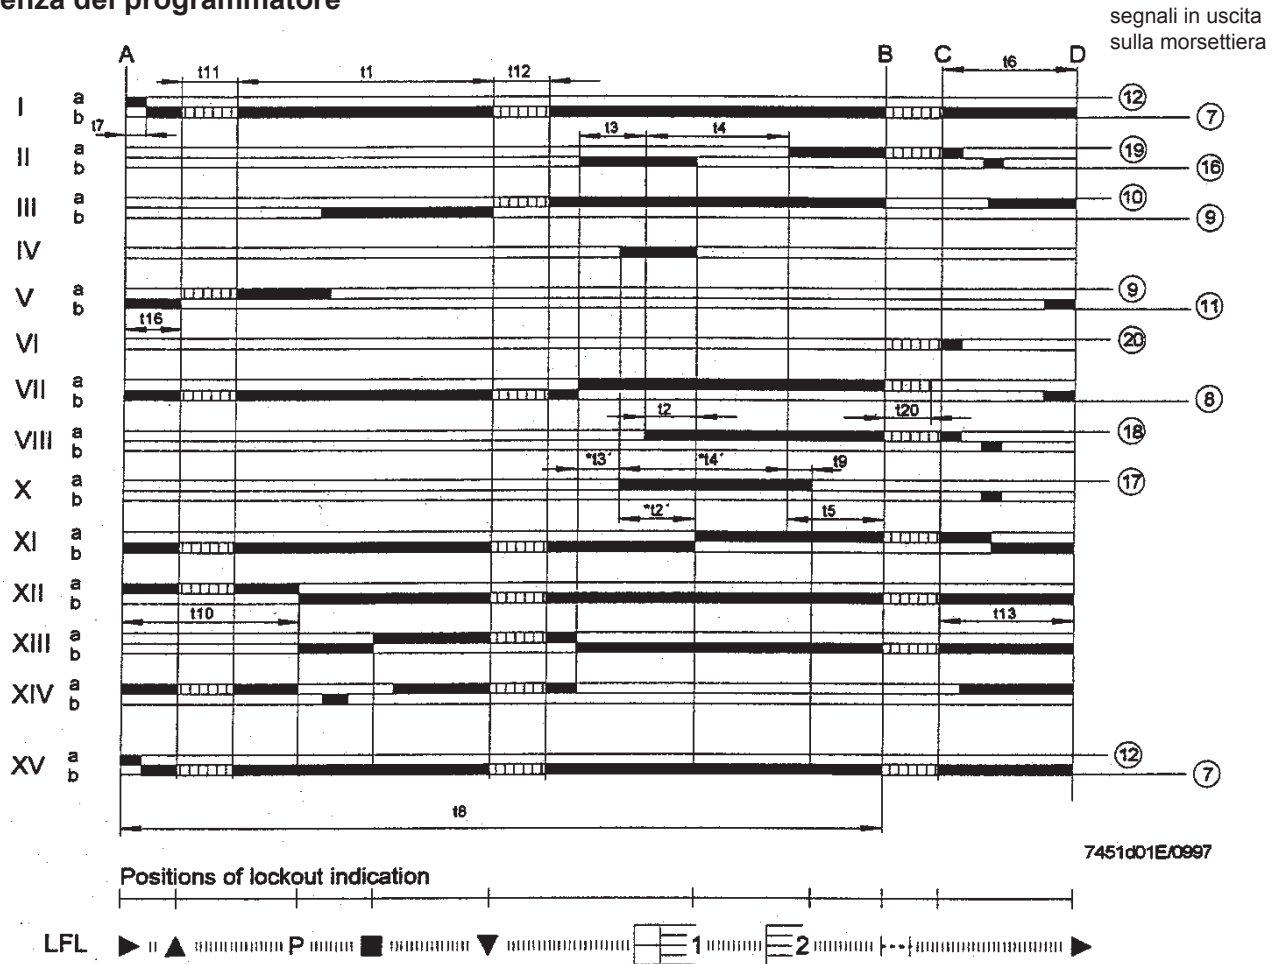 enza del programmatore
segnali in uscita
sulla morsettiera
A B C D
t11 t1 t12 t6
I a b 12 7
t7 t3 t4
II a b 19 16
III a b 10 9
IV
V a b 9 11
t16
VI 20
VII a b 8
t2 t20
VIII a b 18
*t3´ *t4´ t9
X a b 17
*t2´ t5
XI a b
XII a b
t10 t13
XIII a b
XIV a b
XV a b 12 7
t8
7451d01E/0997
Positions of lockout indication
LFL P 1 2